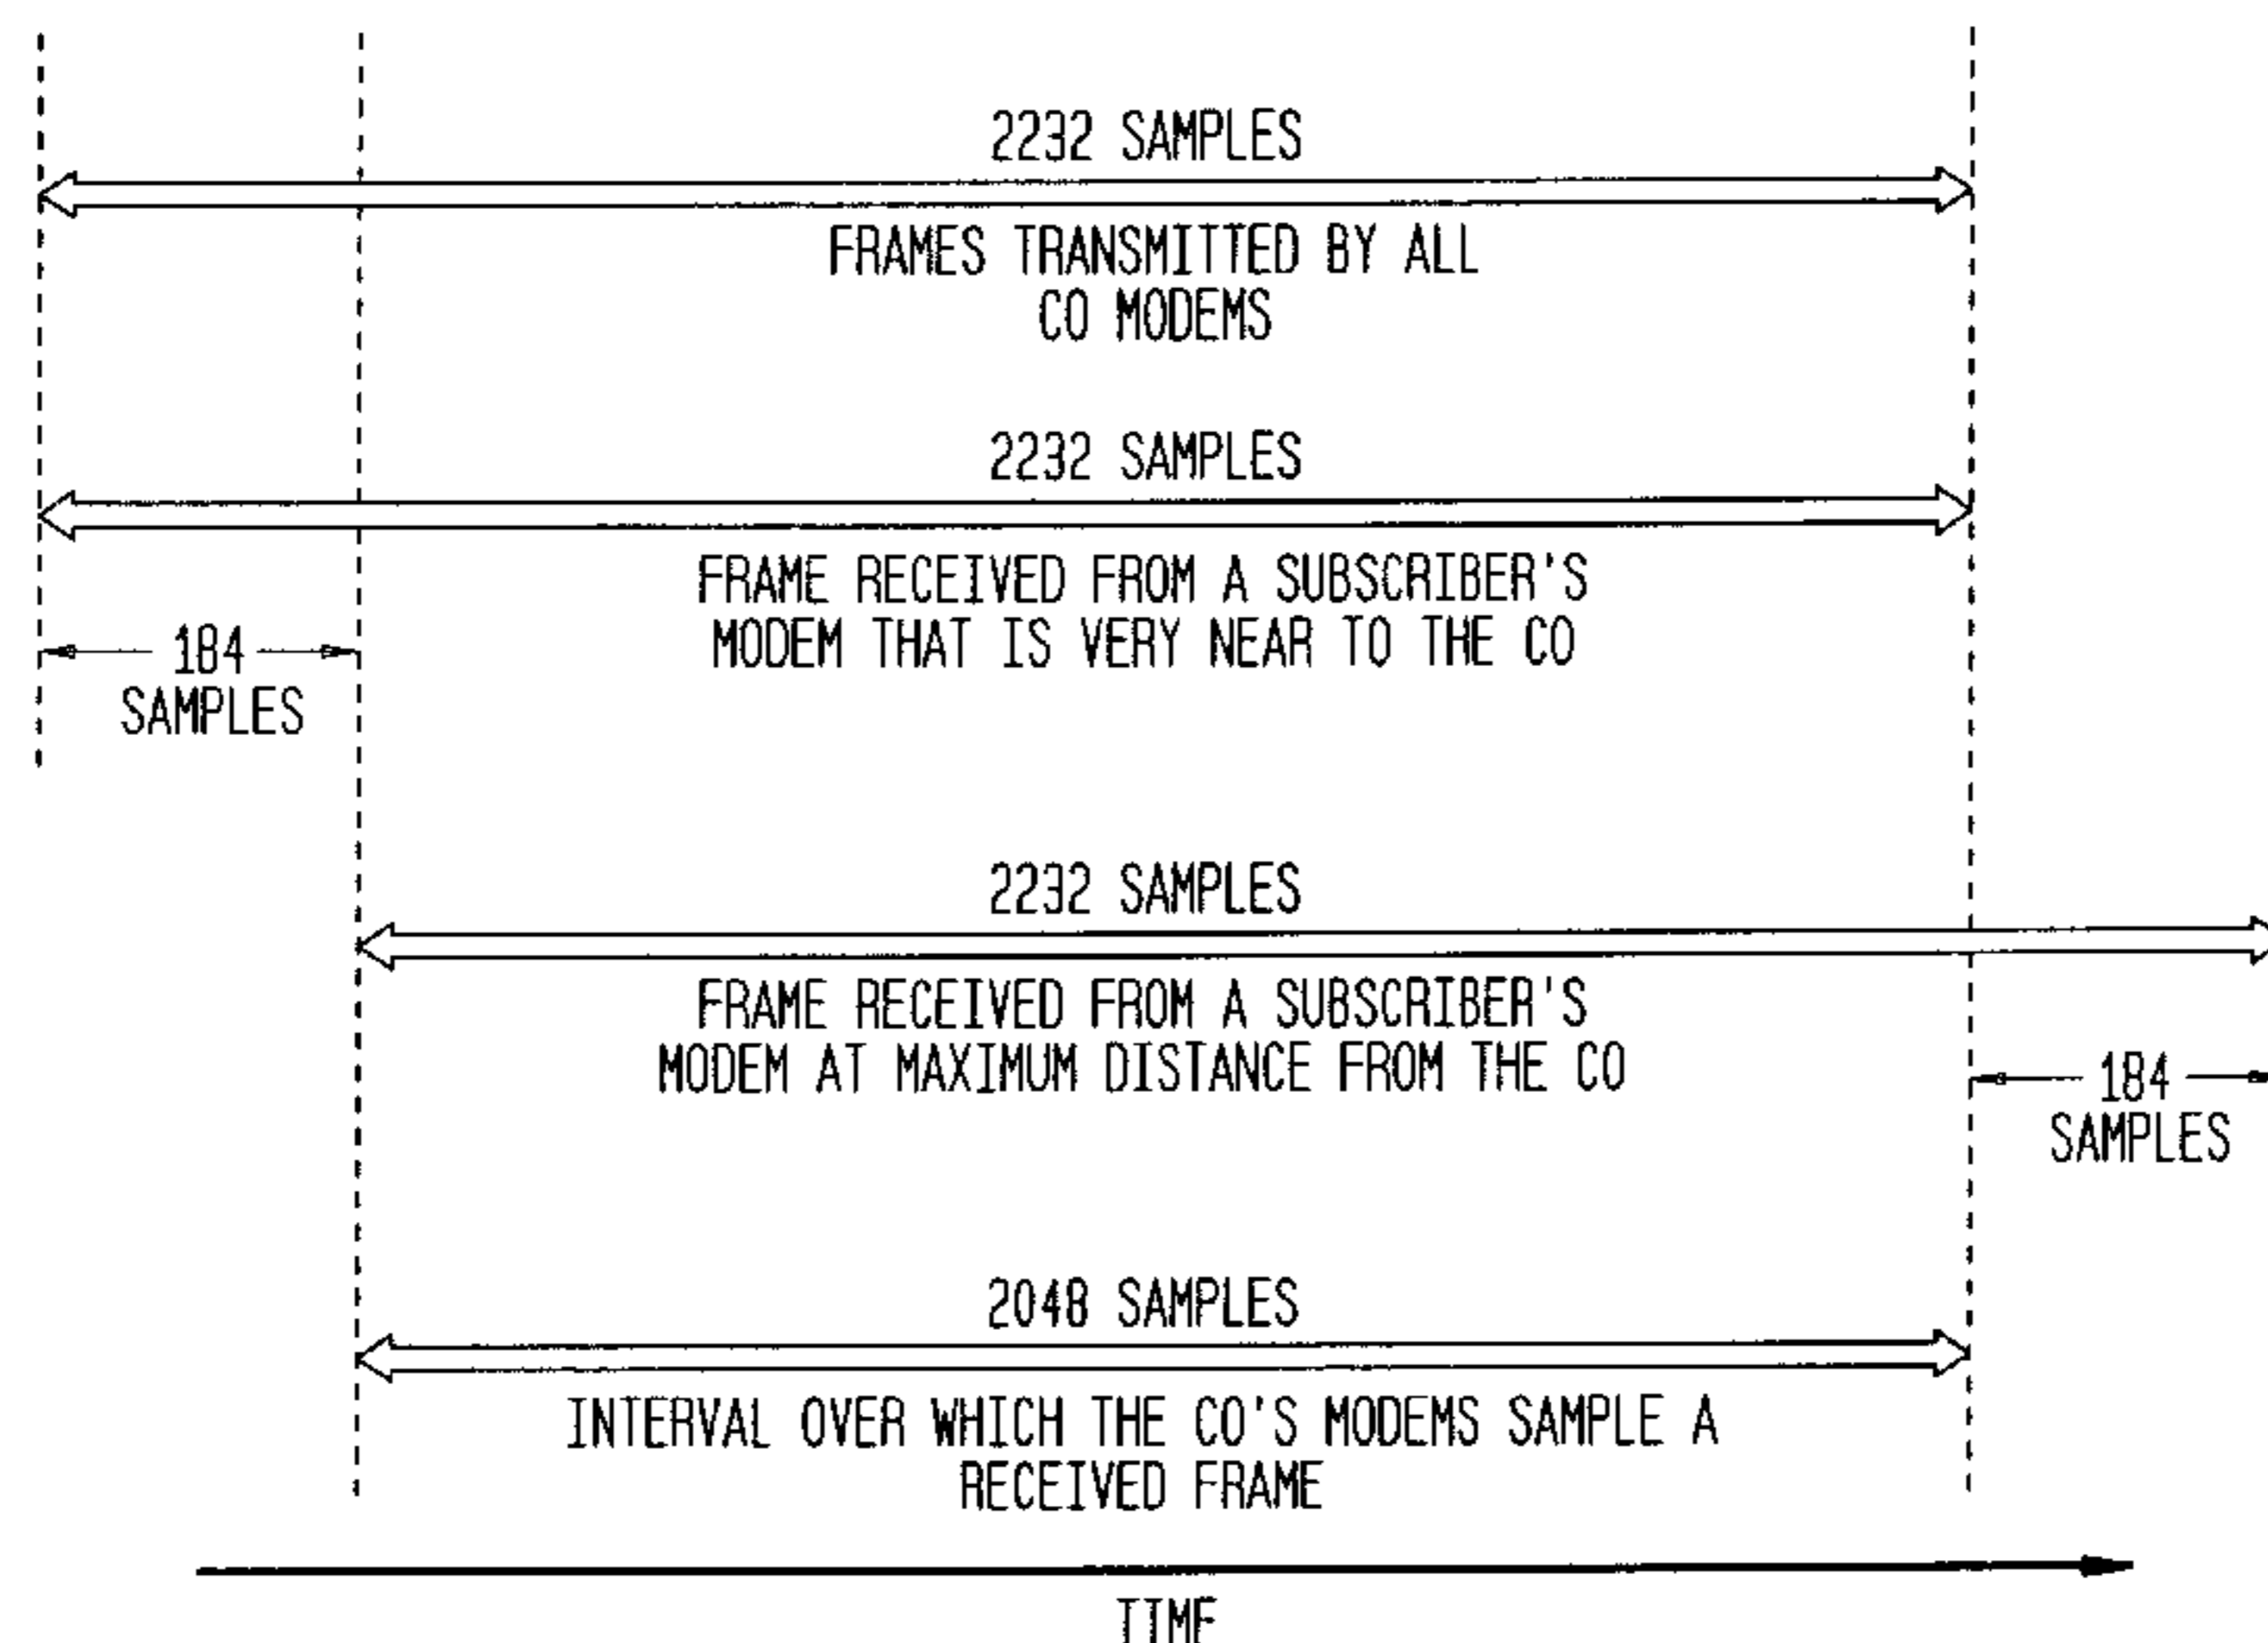 2232 SAMPLES
FRAMES TRANSMITTED BY ALL
CO MODEMS
2232 SAMPLES
FRAME RECEIVED FROM A SUBSCRIBER'S
MODEM THAT IS VERY NEAR TO THE CO
184
SAMPLES
2232 SAMPLES
FRAME RECEIVED FROM A SUBSCRIBER'S
MODEM AT MAXIMUM DISTANCE FROM THE CO
184
SAMPLES
2048 SAMPLES
INTERVAL OVER WHICH THE CO'S MODEMS SAMPLE A
RECEIVED FRAME
TIME